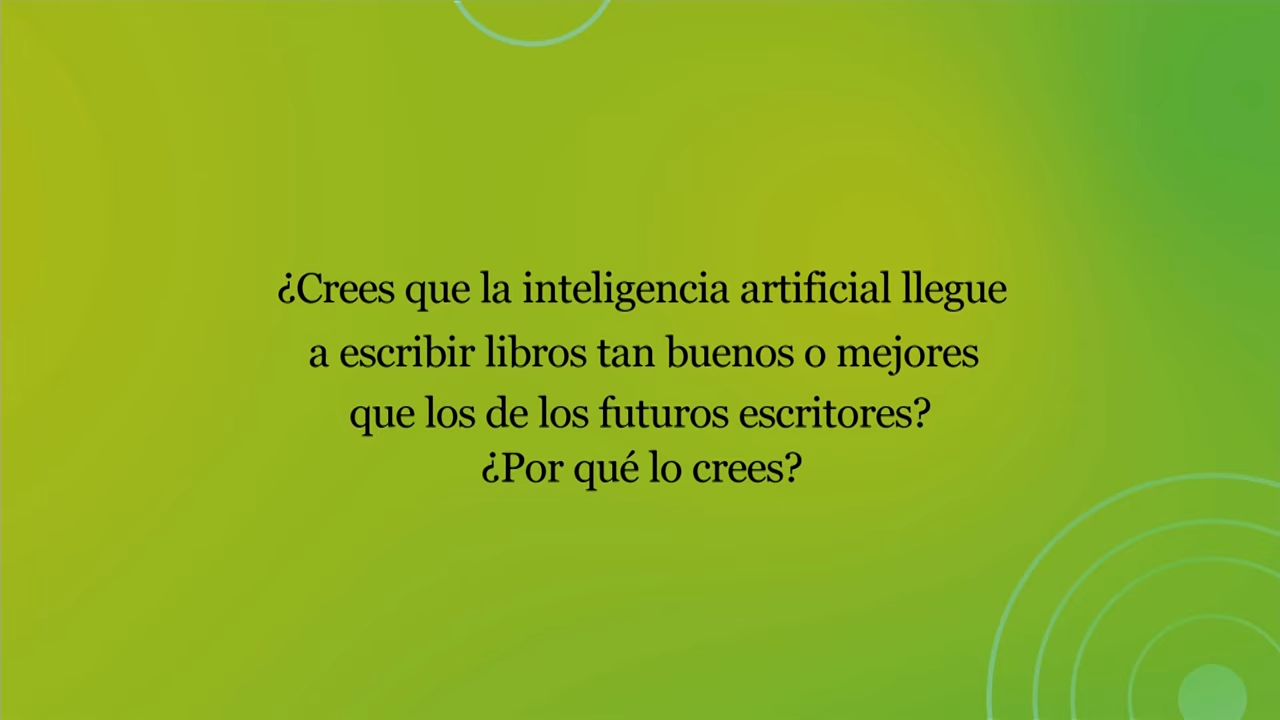 ¿Crees que la inteligencia artificial llegue
a escribir libros tan buenos o mejores
que los de los futuros escritores?
¿Por qué lo crees?